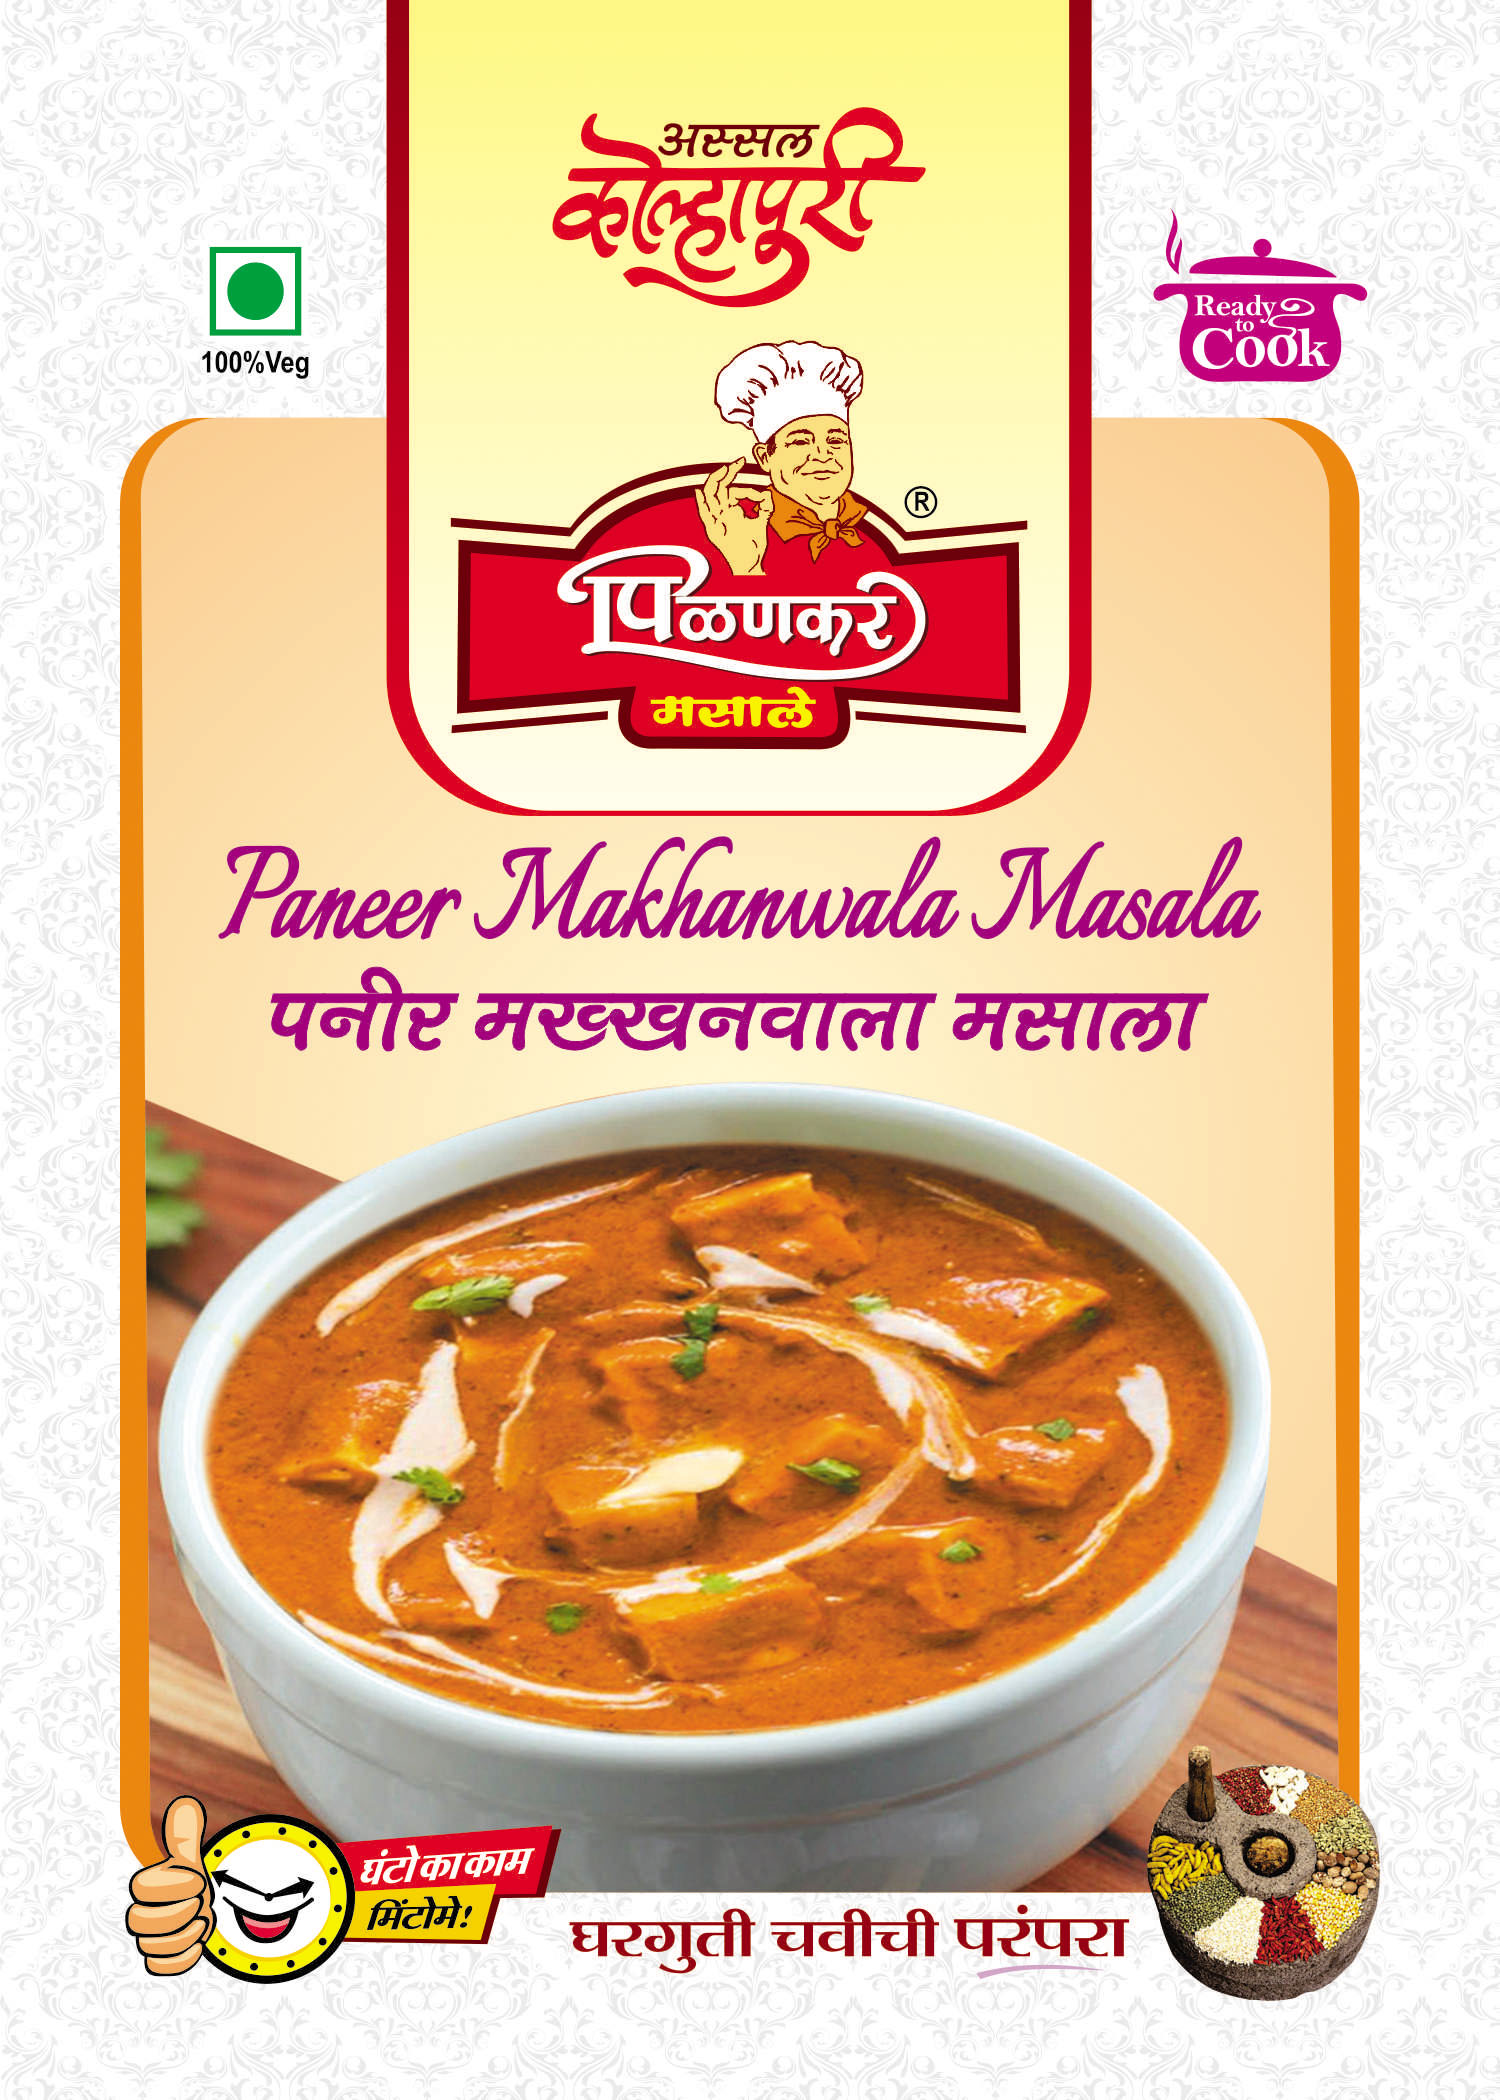 अस्सल
कोल्हापुरी
100%Veg
Ready
to
Cook
®
पिळणकर
मसाले
Paneer Makhanwala Masala
पनीर मख्खनवाला मसाला
घंटो का काम
मिंटोमे!
घरगुती चवीची परंपरा